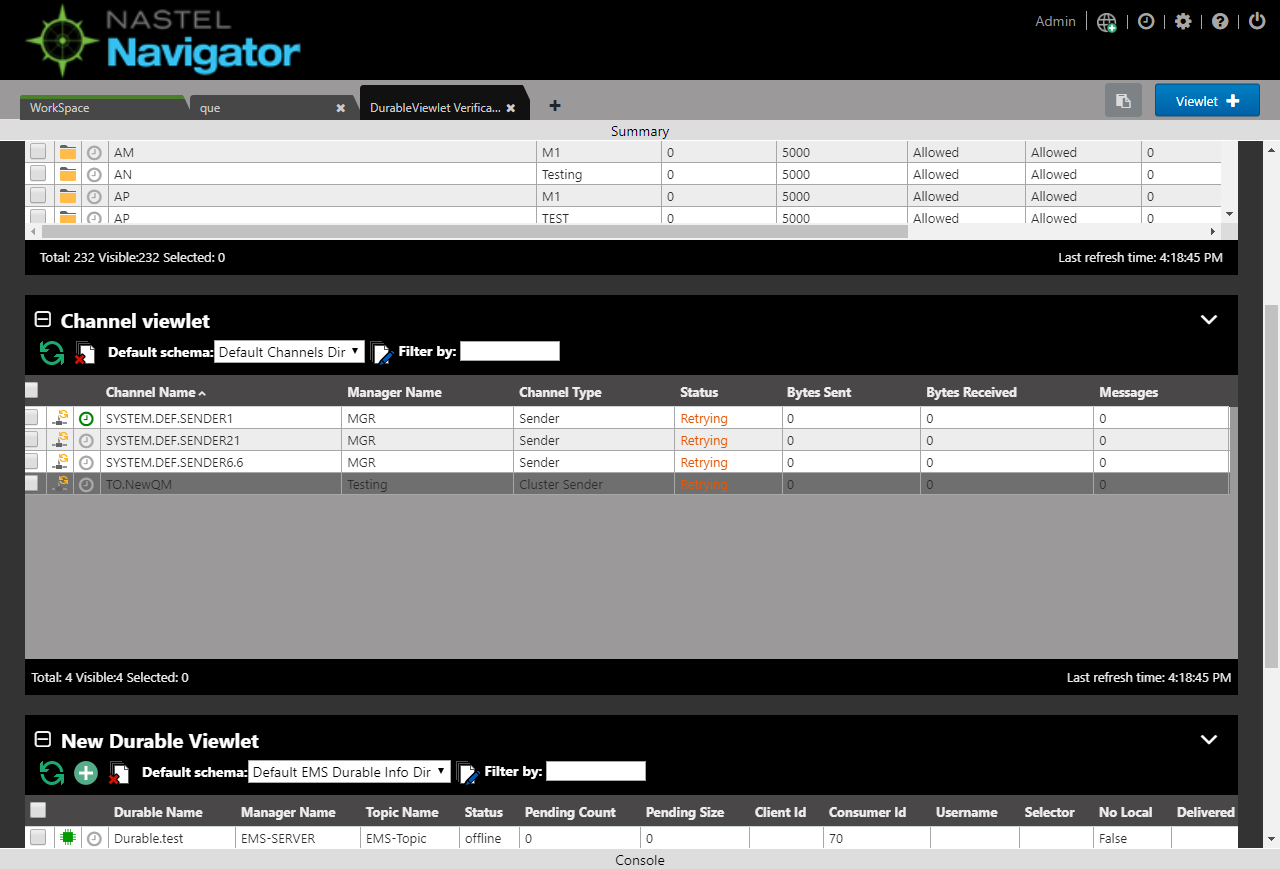 NASTEL
Navigator
Admin
WorkSpace
que
DurableViewlet Verifica...
Viewlet
Summary
AM M1 0 5000 Allowed Allowed 0
AN Testing 0 5000 Allowed Allowed 0
AP M1 0 5000 Allowed Allowed 0
AP TEST 0 5000 Allowed Allowed 0
Total: 232 Visible:232 Selected: 0 Last refresh time: 4:18:45 PM
Channel viewlet
Default schema: Default Channels Dir Filter by:
Channel Name Manager Name Channel Type Status Bytes Sent Bytes Received Messages
SYSTEM.DEF.SENDER1 MGR Sender Retrying 0 0 0
SYSTEM.DEF.SENDER21 MGR Sender Retrying 0 0 0
SYSTEM.DEF.SENDER6.6 MGR Sender Retrying 0 0 0
TO.NewQM Testing Cluster Sender Retrying 0 0 0
Total: 4 Visible:4 Selected: 0 Last refresh time: 4:18:45 PM
New Durable Viewlet
Default schema: Default EMS Durable Info Dir Filter by:
Durable Name Manager Name Topic Name Status Pending Count Pending Size Client Id Consumer Id Username Selector No Local Delivered
Durable.test EMS-SERVER EMS-Topic offline 0 0 70 False
Console